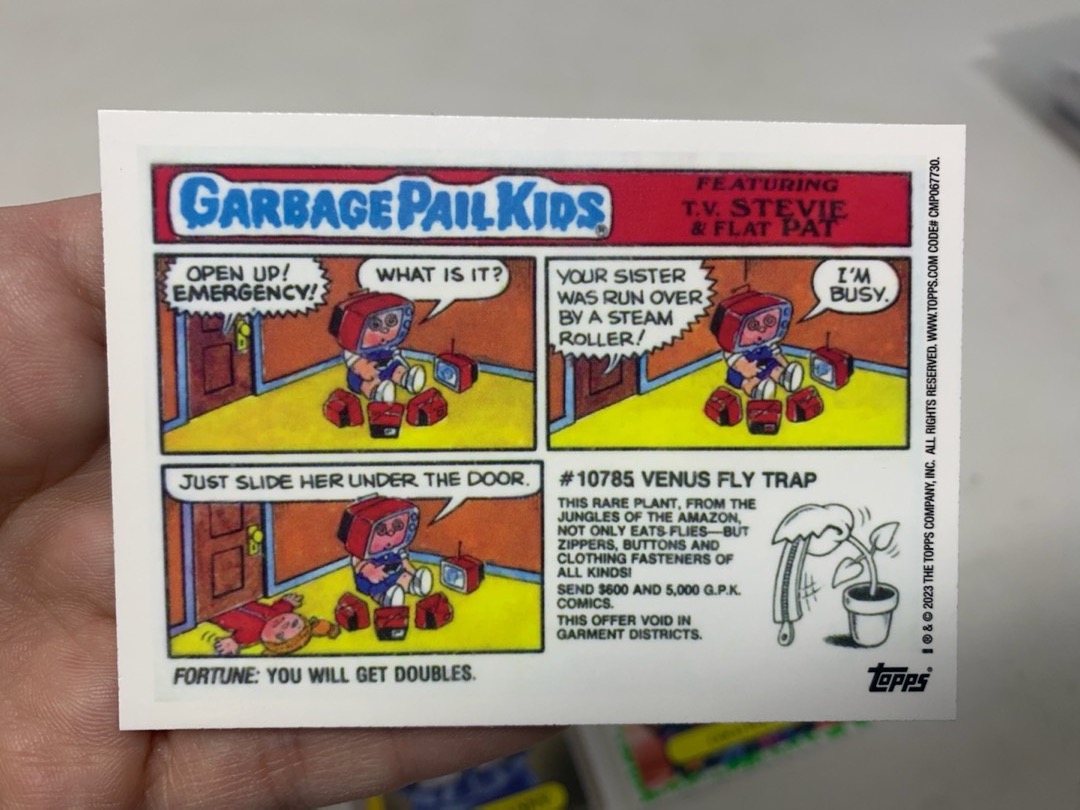 GARBAGE PAIL KIDS®
FEATURING
T.V. STEVIE
& FLAT PAT
OPEN UP!
EMERGENCY!
WHAT IS IT?
YOUR SISTER
WAS RUN OVER
BY A STEAM
ROLLER!
I'M
BUSY.
JUST SLIDE HER UNDER THE DOOR.
#10785 VENUS FLY TRAP
THIS RARE PLANT, FROM THE
JUNGLES OF THE AMAZON,
NOT ONLY EATS FLIES—BUT
ZIPPERS, BUTTONS AND
CLOTHING FASTENERS OF
ALL KINDS!
SEND $600 AND 5,000 G.P.K.
COMICS.
THIS OFFER VOID IN
GARMENT DISTRICTS.
FORTUNE: YOU WILL GET DOUBLES.
topps®
® & © 2023 THE TOPPS COMPANY, INC. ALL RIGHTS RESERVED. WWW.TOPPS.COM CODE# CMP067730.